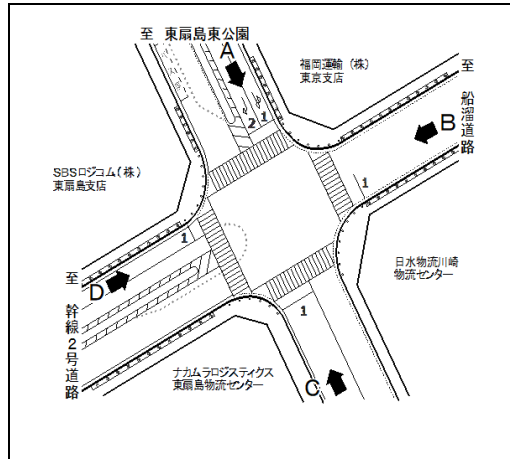 至 東扇島東公園
A
福岡運輸(株)
東京支店
至 船溜道路
B
2 1
SBSロジコム(株)
東扇島支店
1
1
日水物流川崎
物流センター
D
至 幹線2号道路
1
ナカムラロジスティクス
東扇島物流センター
C